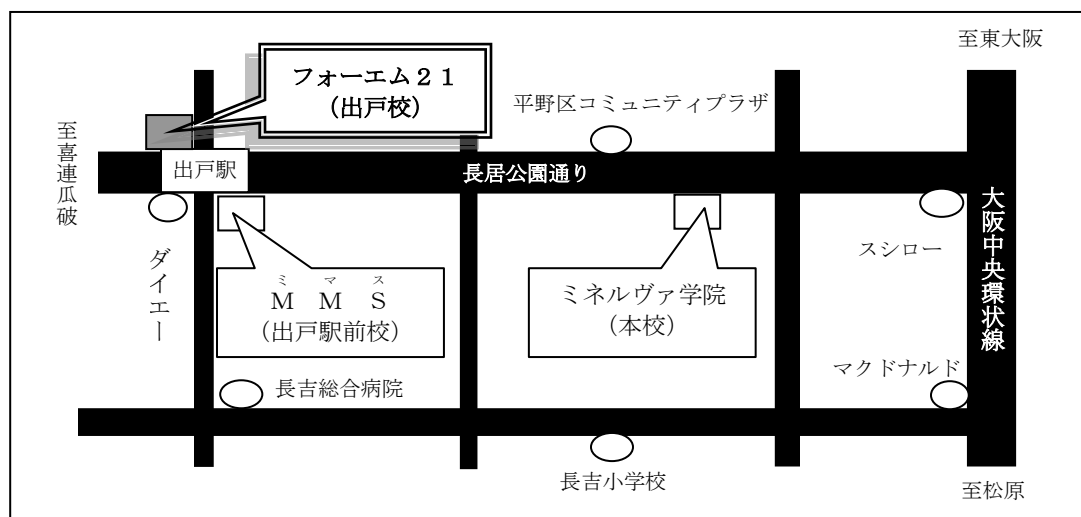 至東大阪
フォーエム２１
（出戸校）
平野区コミュニティプラザ
至喜連瓜破
出戸駅
長居公園通り
大阪中央環状線
ダイエー
スシロー
ミマス
ＭＭＳ
（出戸駅前校）
ミネルヴァ学院
（本校）
マクドナルド
長吉総合病院
長吉小学校
至松原